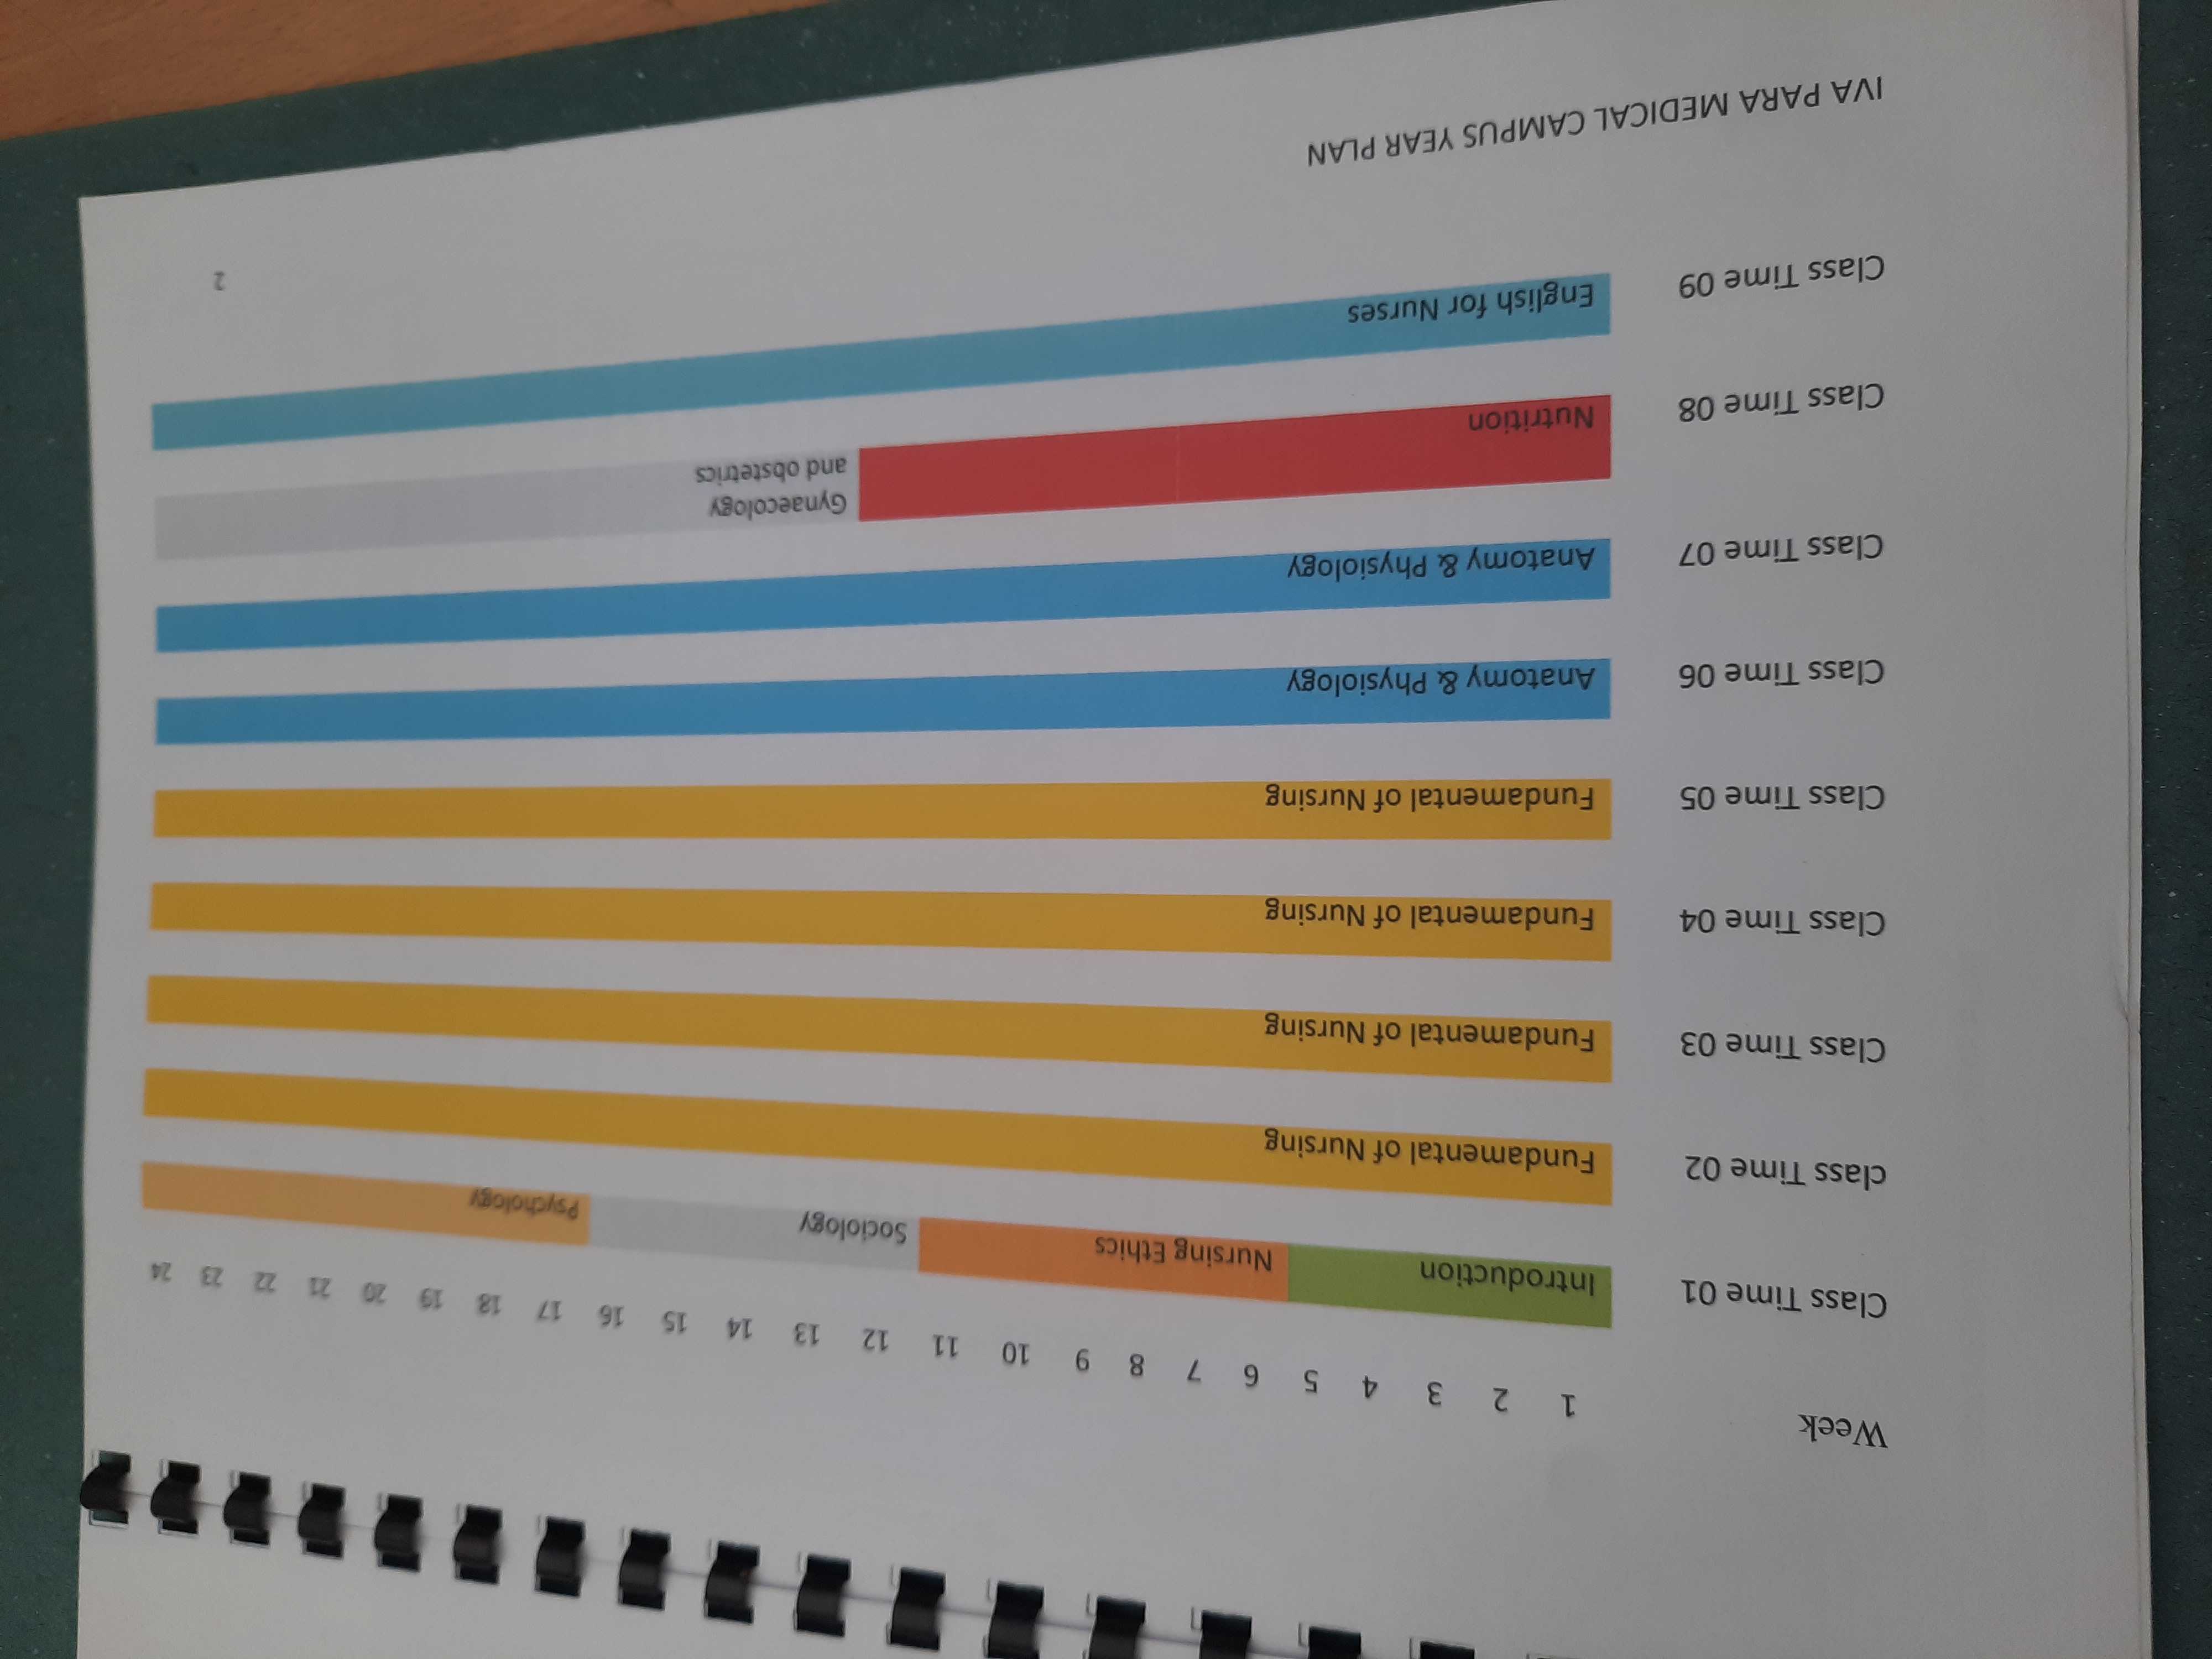 Week 1 2 3 4 5 6 7 8 9 10 11 12 13 14 15 16 17 18 19 20 21 22 23 24
Class Time 01 Introduction Nursing Ethics Sociology Psychology
class Time 02 Fundamental of Nursing
Class Time 03 Fundamental of Nursing
Class Time 04 Fundamental of Nursing
Class Time 05 Fundamental of Nursing
Class Time 06 Anatomy & Physiology
Class Time 07 Anatomy & Physiology
Class Time 08 Nutrition Gynaecology
and obstetrics
Class Time 09 English for Nurses
IVA PARA MEDICAL CAMPUS YEAR PLAN
2